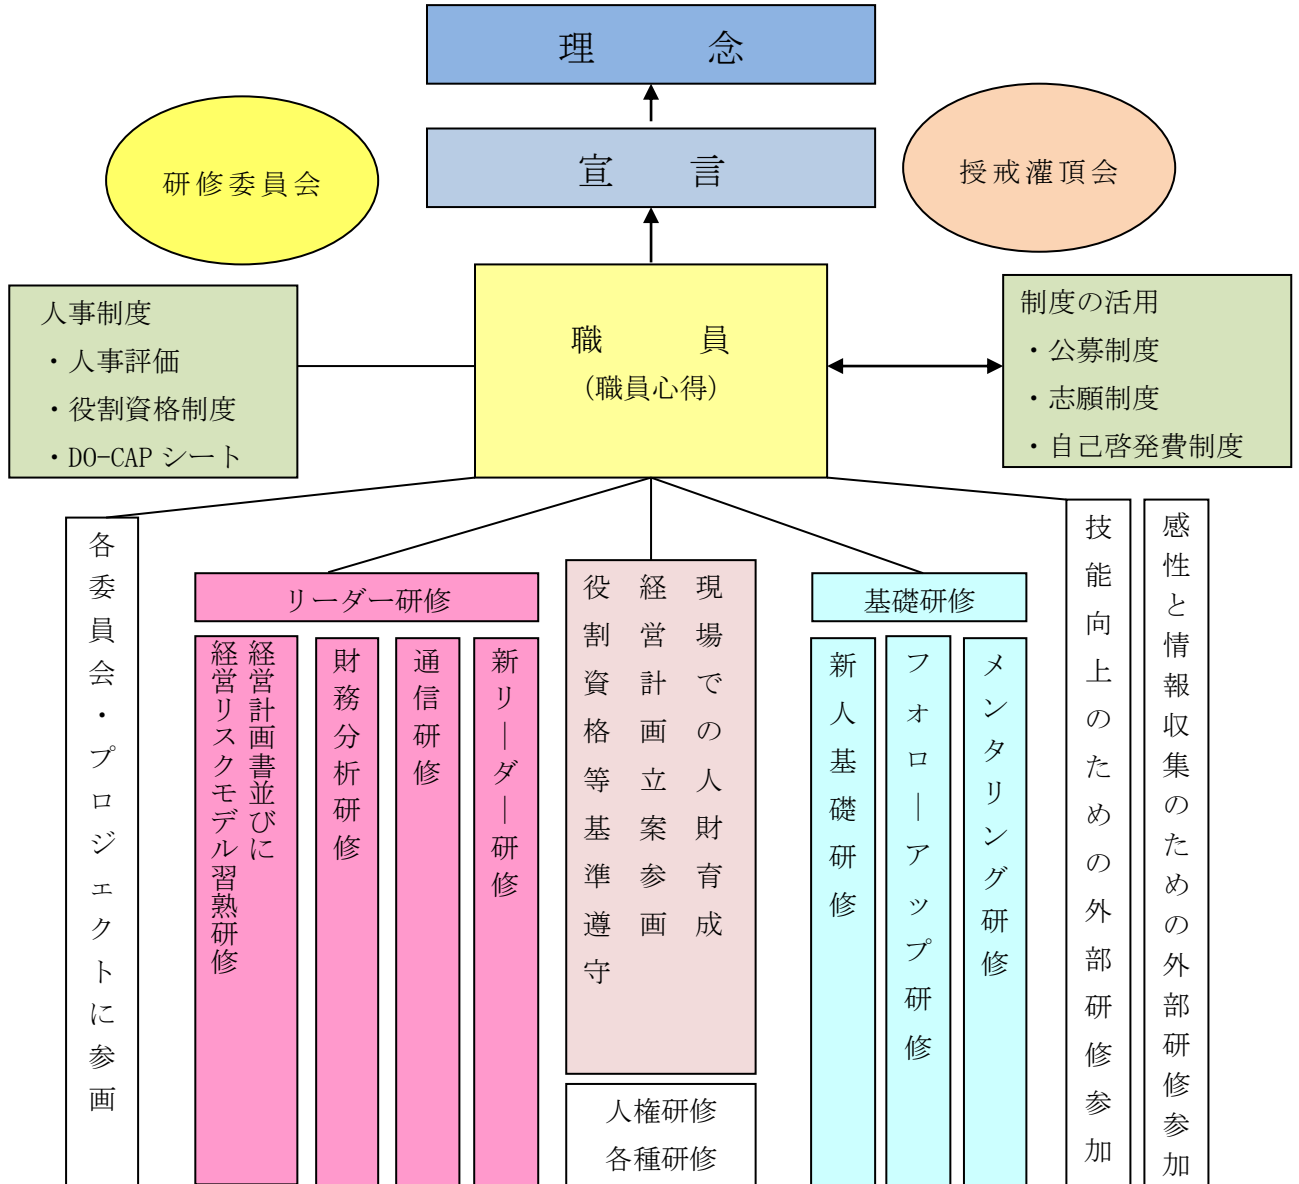 理　念
研修委員会
宣　言
授戒灌頂会
人事制度
・人事評価
・役割資格制度
・DO-CAP シート
職　員
(職員心得)
制度の活用
・公募制度
・志願制度
・自己啓発費制度
各委員会・プロジェクトに参画
リーダー研修
経営計画書並びに
経営リスクモデル習熟研修
財務分析研修
通信研修
新リーダー研修
現場での人財育成
経営計画立案参画
役割資格等基準遵守
人権研修
各種研修
基礎研修
新人基礎研修
フォローアップ研修
メンタリング研修
技能向上のための外部研修参加
感性と情報収集のための外部研修参加